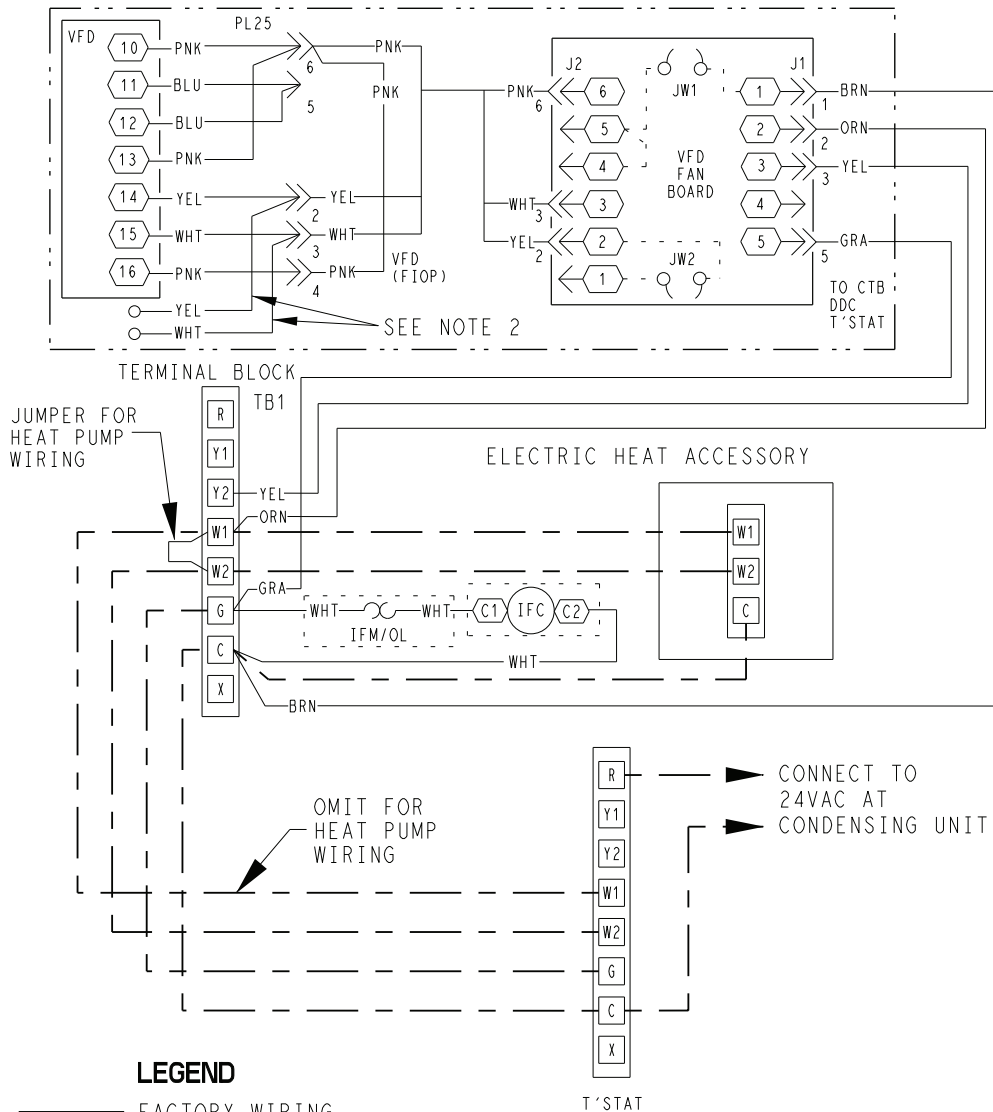 VFD
PL25
10
PNK
6
PNK
11
BLU
5
PNK
12
BLU
13
PNK
14
YEL
2
YEL
15
WHT
3
WHT
VFD
(FIOP)
16
PNK
4
PNK
YEL
WHT
SEE NOTE 2
J2
J1
PNK
6
6
JW1
1
1
BRN
5
2
2
ORN
4
VFD
FAN
BOARD
3
3
YEL
WHT
3
3
4
YEL
2
2
JW2
5
5
GRA
1
TO CTB
DDC
T'STAT
TERMINAL BLOCK
TB1
JUMPER FOR
HEAT PUMP
WIRING
R
Y1
Y2
YEL
W1
ORN
W2
G
GRA
C
X
WHT
WHT
IFM/OL
C1
IFC
C2
WHT
BRN
ELECTRIC HEAT ACCESSORY
W1
W2
C
OMIT FOR
HEAT PUMP
WIRING
R
Y1
Y2
W1
W2
G
C
X
T'STAT
CONNECT TO
24VAC AT
CONDENSING UNIT
LEGEND
FACTORY WIRING